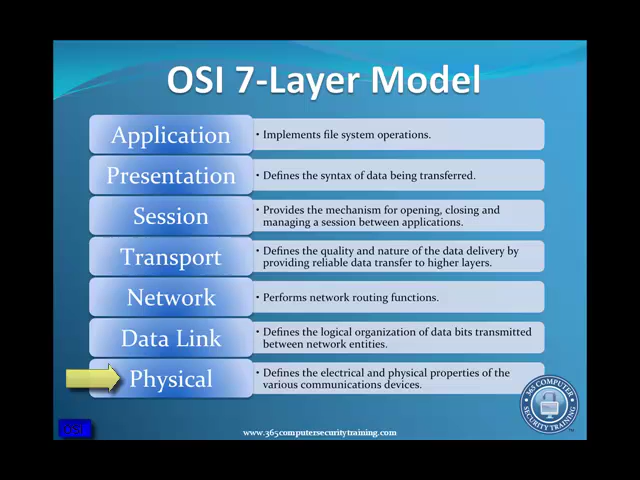 OSI 7-Layer Model
Application
• Implements file system operations.
Presentation
• Defines the syntax of data being transferred.
Session
• Provides the mechanism for opening, closing and
managing a session between applications.
Transport
• Defines the quality and nature of the data delivery by
providing reliable data transfer to higher layers.
Network
• Performs network routing functions.
Data Link
• Defines the logical organization of data bits transmitted
between network entities.
Physical
• Defines the electrical and physical properties of the
various communications devices.
365 COMPUTER
SECURITY TRAINING
OSI
www.365computersecuritytraining.com